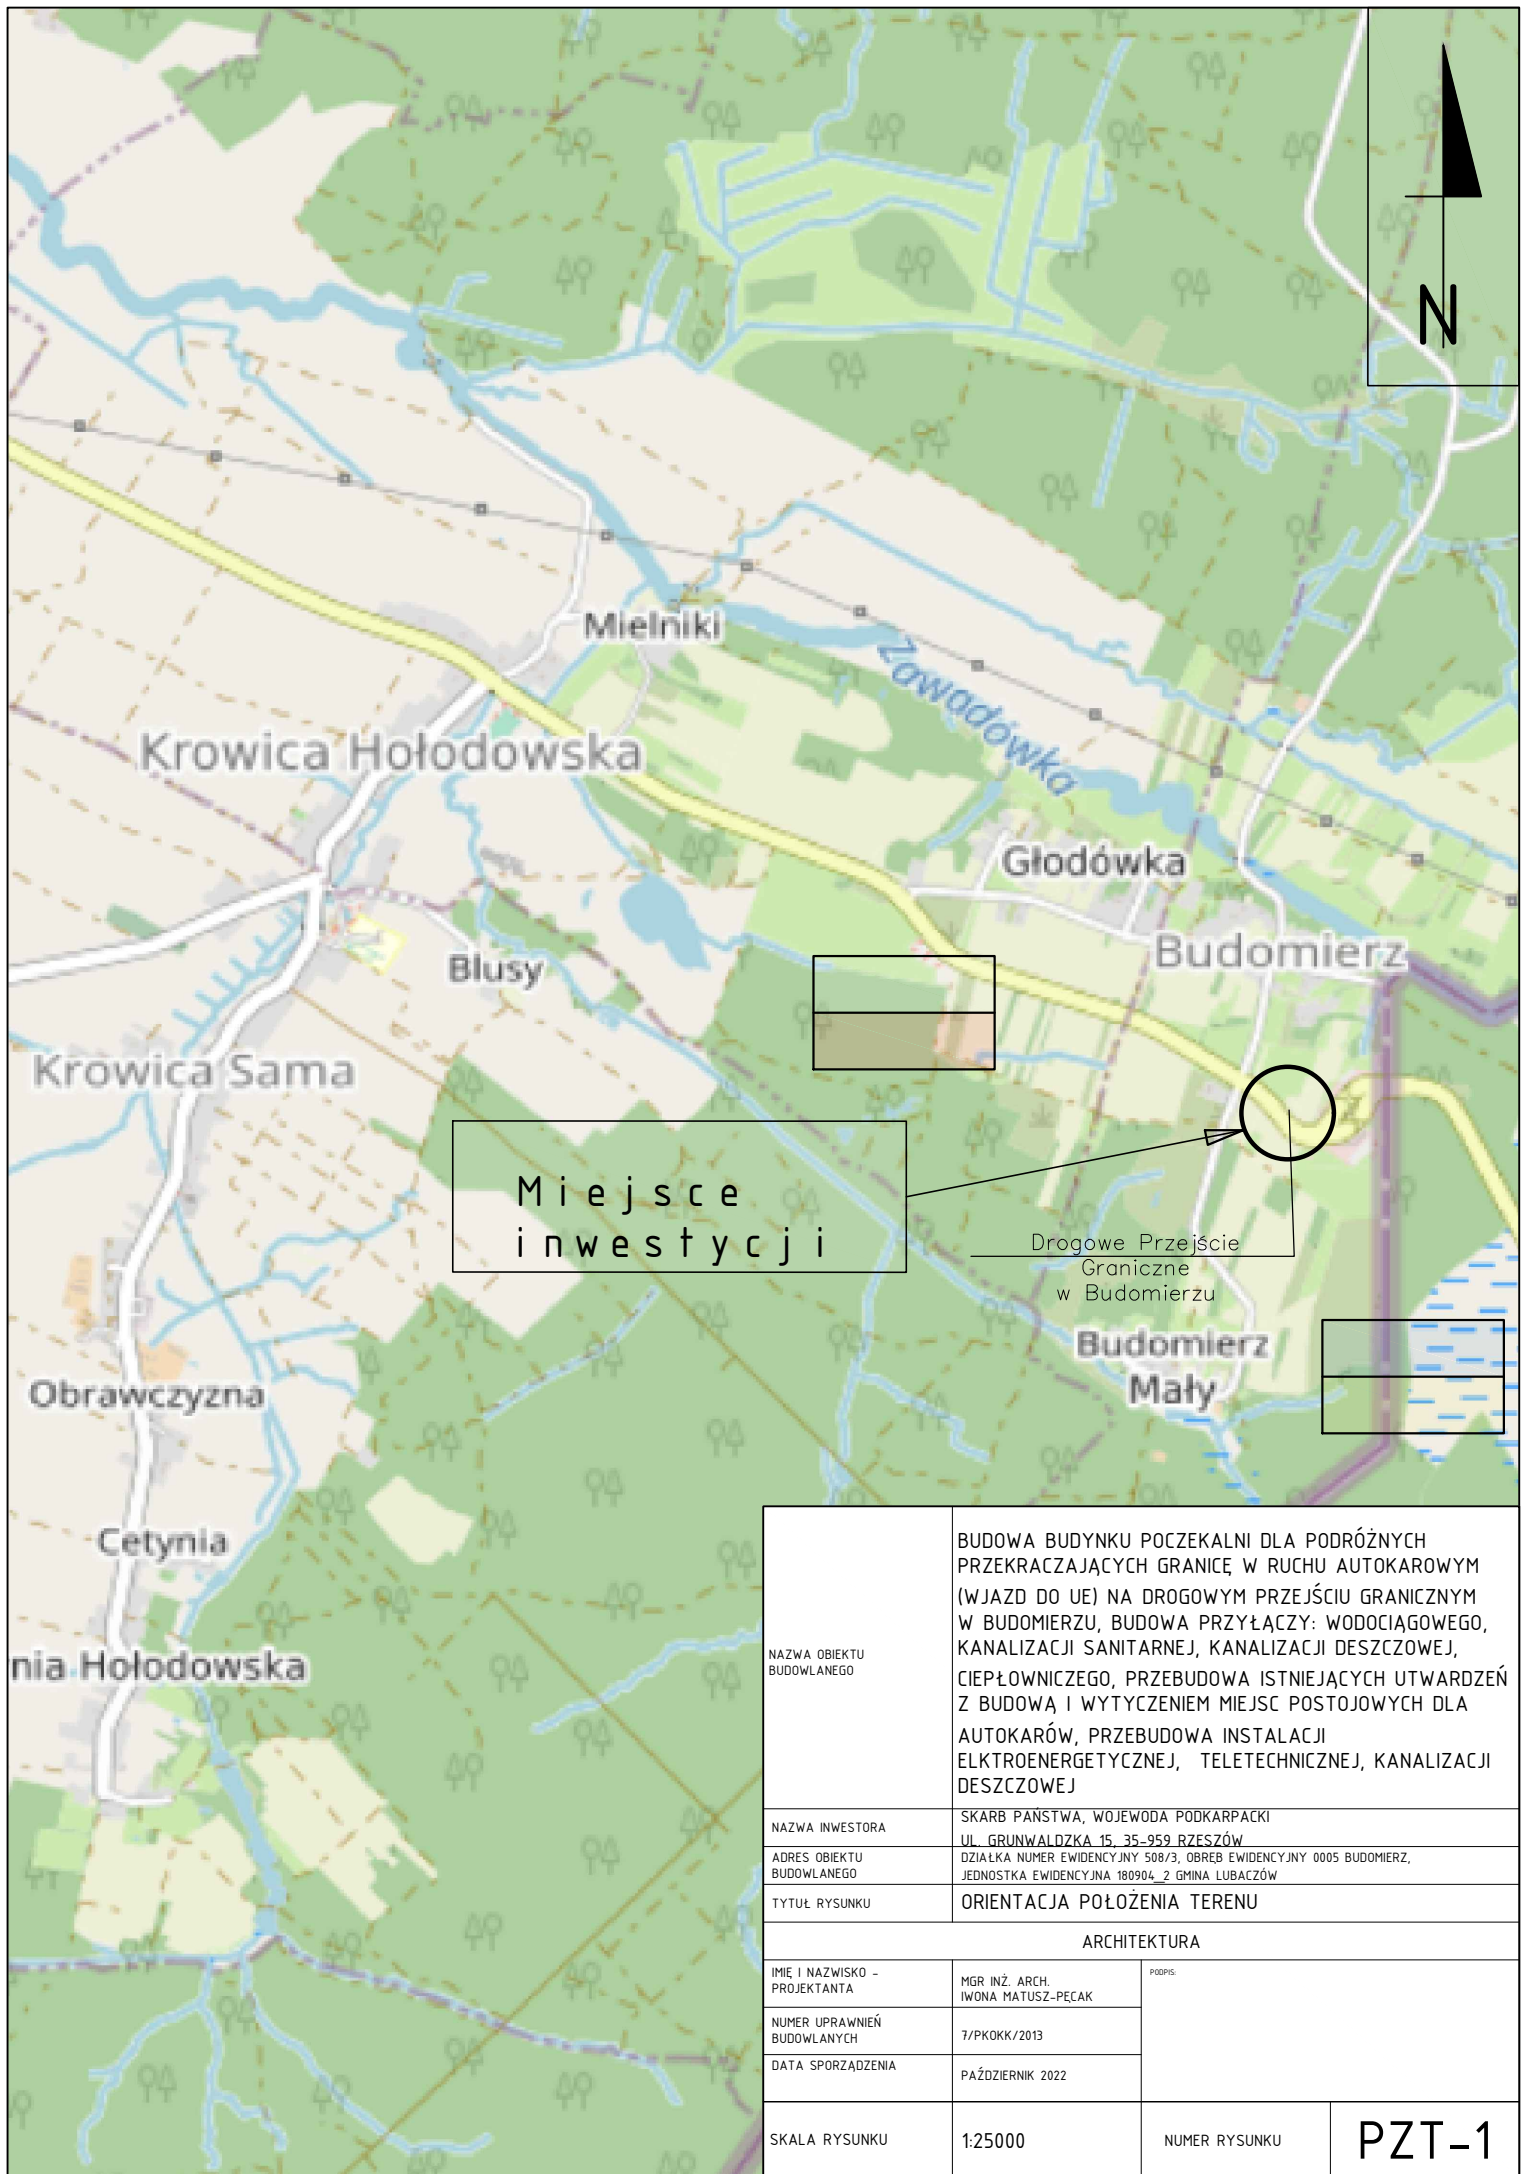 N
Mielniki
Zawadówka
Krowica Hołodowska
Głodówka
Budomierz
Blusy
Krowica Sama
Miejsce
inwestycji
Drogowe Przejście
Graniczne
w Budomierzu
Budomierz
Mały
Obrawczyzna
Cetynia
nia Hołodowska
NAZWA OBIEKTU
BUDOWLANEGO
BUDOWA BUDYNKU POCZEKALNI DLA PODRÓŻNYCH
PRZEKRACZAJĄCYCH GRANICĘ W RUCHU AUTOKAROWYM
(WJAZD DO UE) NA DROGOWYM PRZEJŚCIU GRANICZNYM
W BUDOMIERZU, BUDOWA PRZYŁĄCZY: WODOCIĄGOWEGO,
KANALIZACJI SANITARNEJ, KANALIZACJI DESZCZOWEJ,
CIEPŁOWNICZEGO, PRZEBUDOWA ISTNIEJĄCYCH UTWARDZEŃ
Z BUDOWĄ I WYTYCZENIEM MIEJSC POSTOJOWYCH DLA
AUTOKARÓW, PRZEBUDOWA INSTALACJI
ELKTROENERGETYCZNEJ, TELETECHNICZNEJ, KANALIZACJI
DESZCZOWEJ
NAZWA INWESTORA
SKARB PAŃSTWA, WOJEWODA PODKARPACKI
UL. GRUNWALDZKA 15, 35-959 RZESZÓW
ADRES OBIEKTU
BUDOWLANEGO
DZIAŁKA NUMER EWIDENCYJNY 508/3, OBRĘB EWIDENCYJNY 0005 BUDOMIERZ,
JEDNOSTKA EWIDENCYJNA 180904_2 GMINA LUBACZÓW
TYTUŁ RYSUNKU
ORIENTACJA POŁOŻENIA TERENU
ARCHITEKTURA
IMIĘ I NAZWISKO -
PROJEKTANTA
MGR INŻ. ARCH.
IWONA MATUSZ-PĘCAK
PODPIS:
NUMER UPRAWNIEŃ
BUDOWLANYCH
7/PKOKK/2013
DATA SPORZĄDZENIA
PAŹDZIERNIK 2022
SKALA RYSUNKU
1:25000
NUMER RYSUNKU
PZT-1